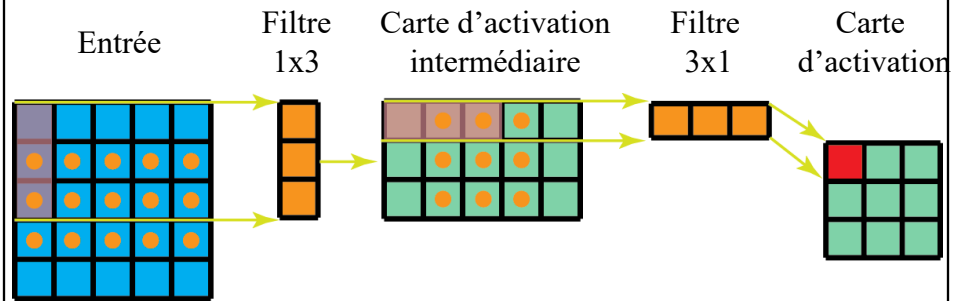 Entrée
Filtre
1x3
Carte d’activation
intermédiaire
Filtre
3x1
Carte
d’activation